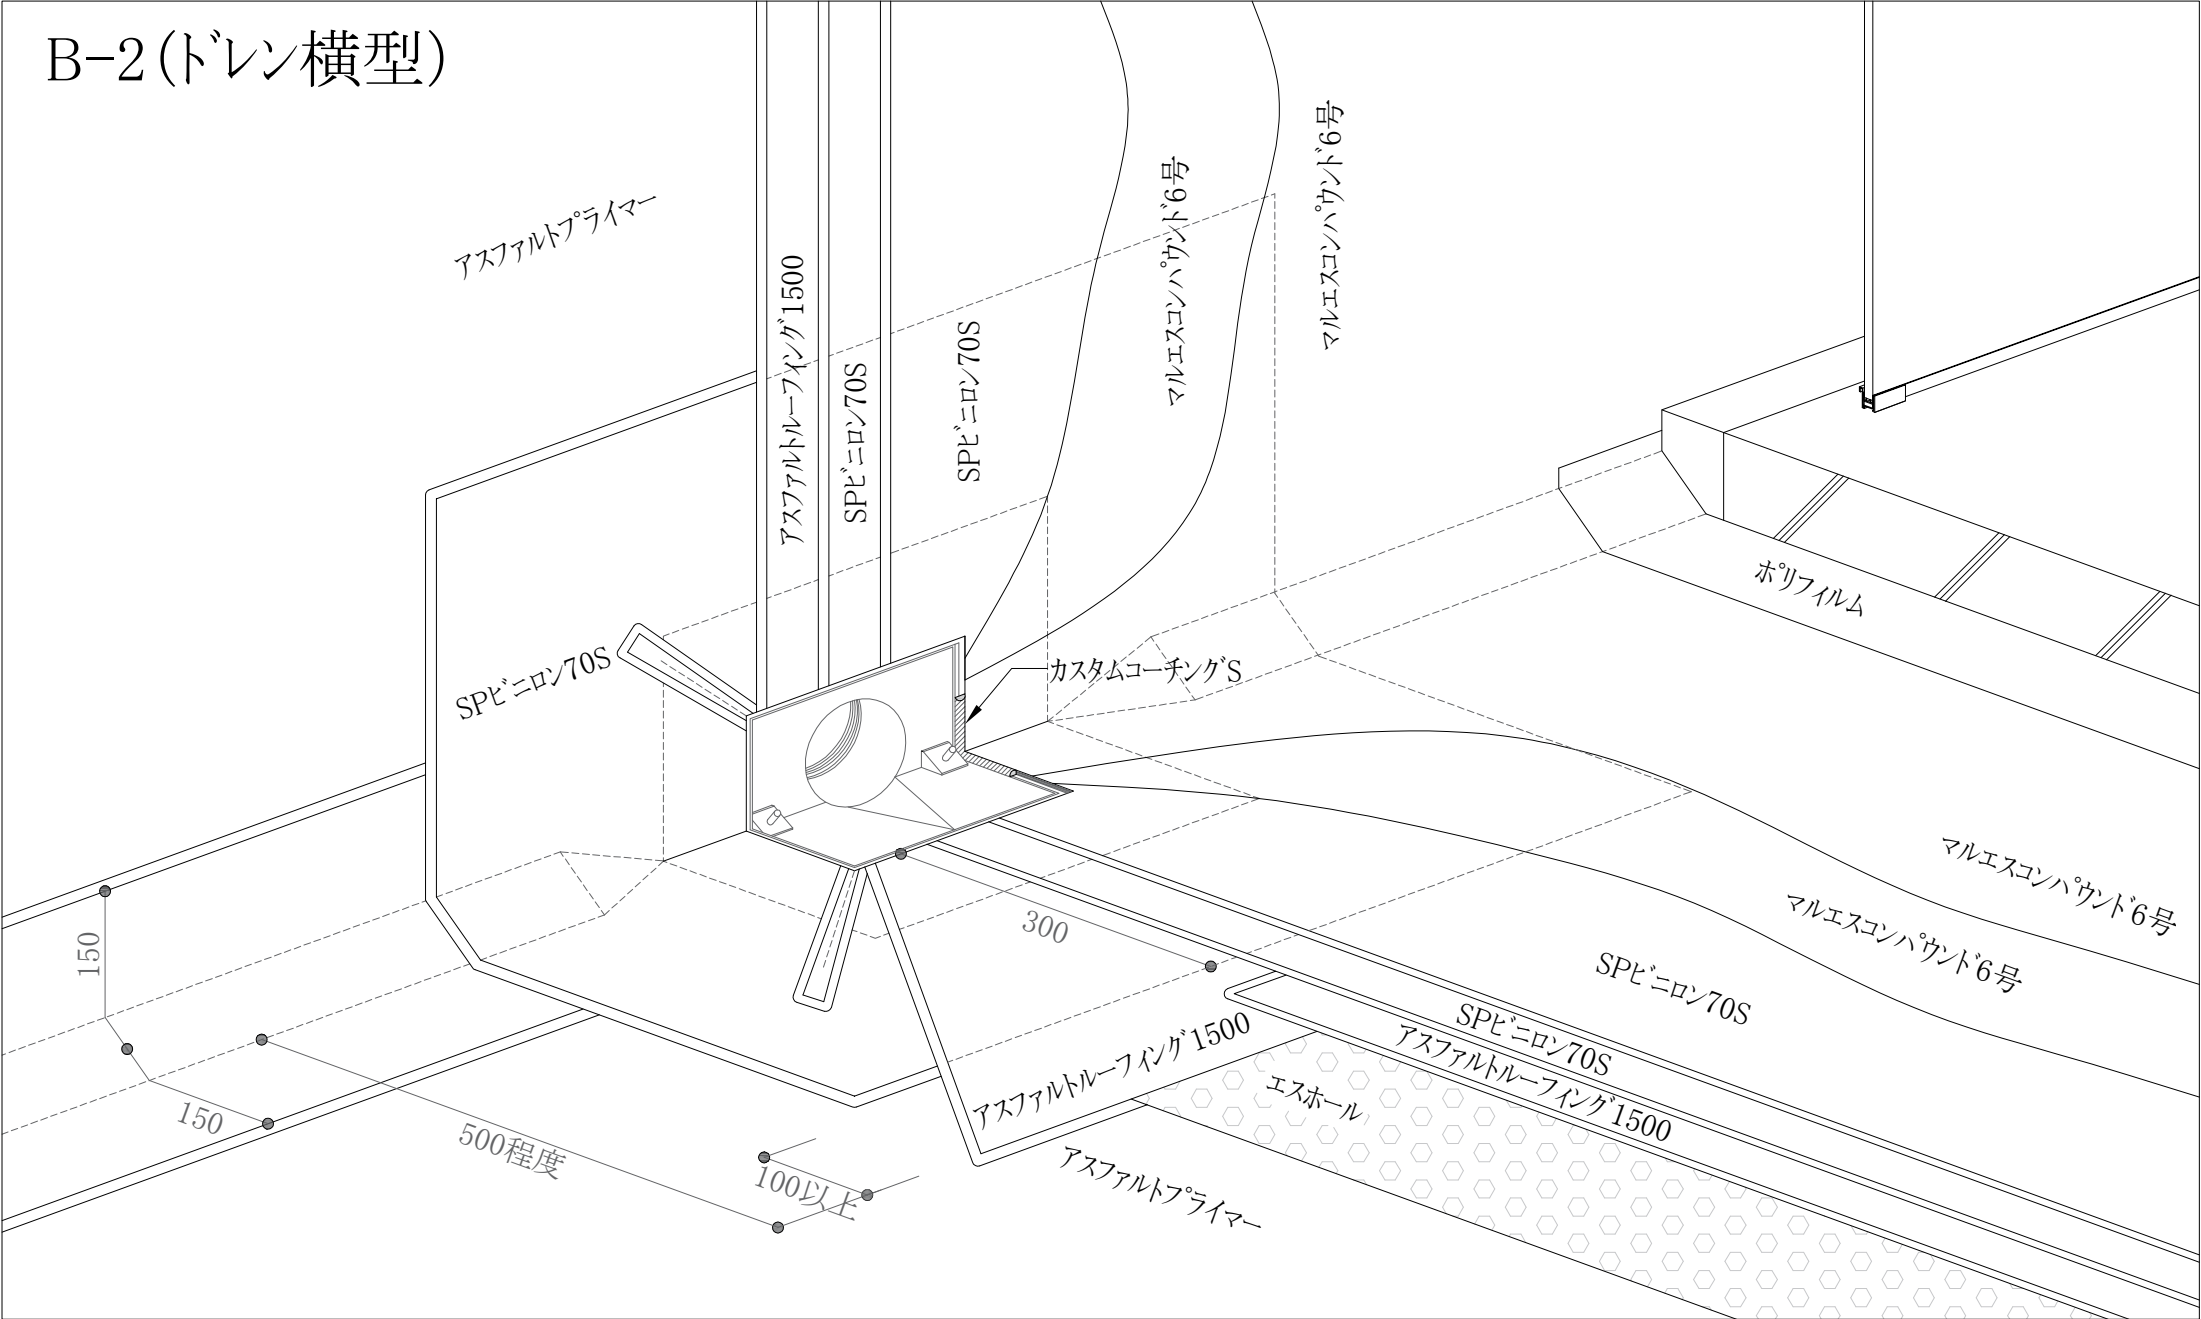 B-2(ドレン横型)
アスファルトプライマー
アスファルトルーフィング1500
SPビニロン70S
SPビニロン70S
マルエスコンパウンド6号
マルエスコンパウンド6号
SPビニロン70S
カスタムコーチングS
ポリフィルム
マルエスコンパウンド6号
マルエスコンパウンド6号
SPビニロン70S
SPビニロン70S
アスファルトルーフィング1500
エスホール
アスファルトルーフィング1500
アスファルトプライマー
300
150
150
500程度
100以上